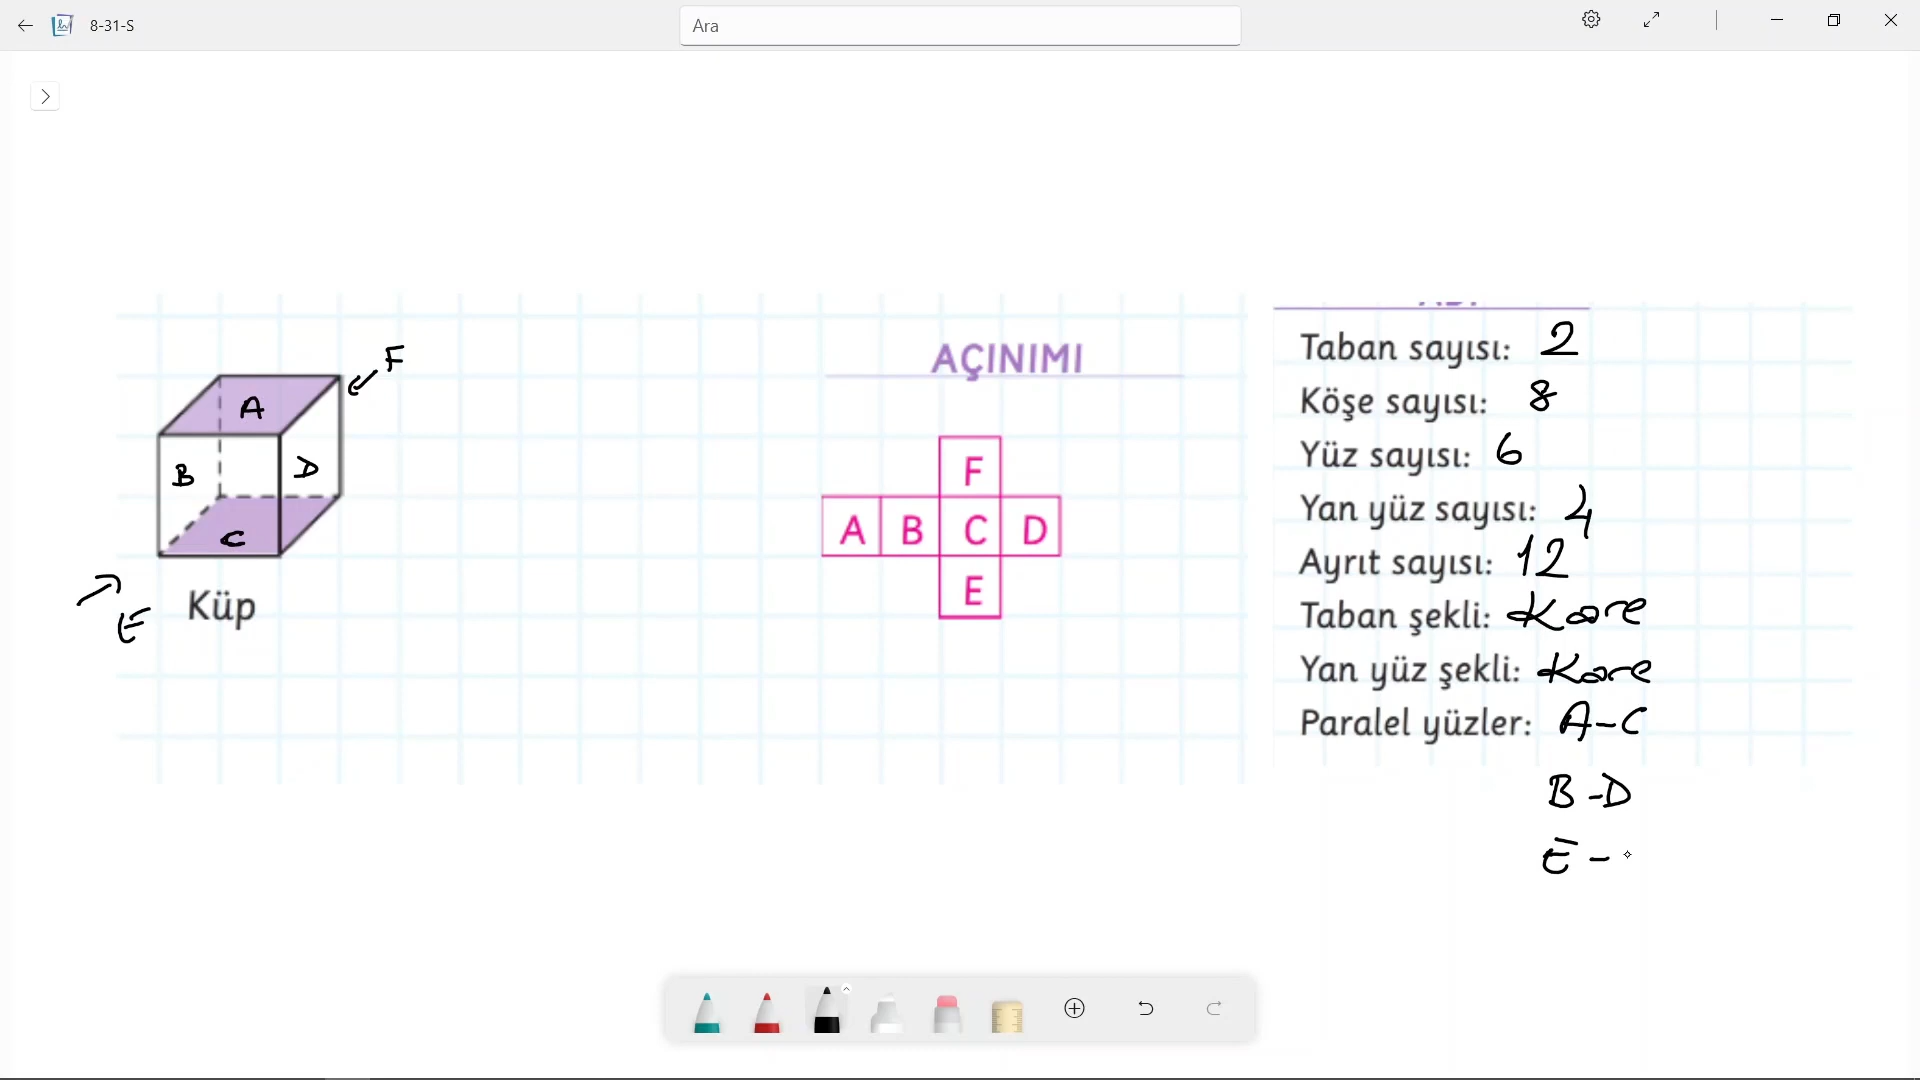 8-31-S
Ara
F
A
B
D
C
E
Küp
AÇINIMI
F
A B C D
E
Taban sayısı: 2
Köşe sayısı: 8
Yüz sayısı: 6
Yan yüz sayısı: 4
Ayrıt sayısı: 12
Taban şekli: Kare
Yan yüz şekli: Kare
Paralel yüzler: A-C
B-D
E-